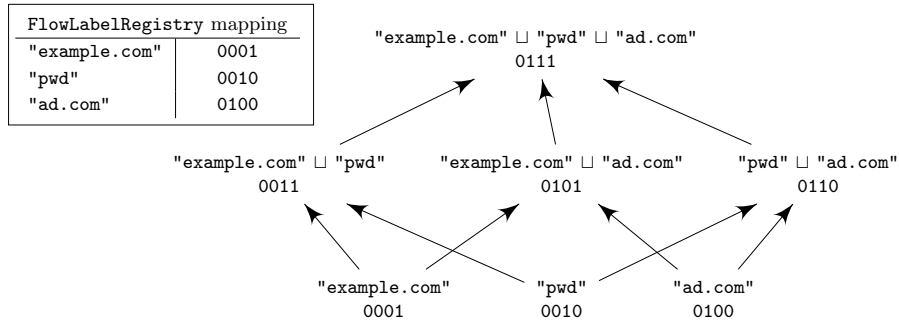 FlowLabelRegistry mapping
"example.com" 0001
"pwd" 0010
"ad.com" 0100
"example.com" ⊔ "pwd" ⊔ "ad.com"
0111
"example.com" ⊔ "pwd"
0011
"example.com" ⊔ "ad.com"
0101
"pwd" ⊔ "ad.com"
0110
"example.com"
0001
"pwd"
0010
"ad.com"
0100